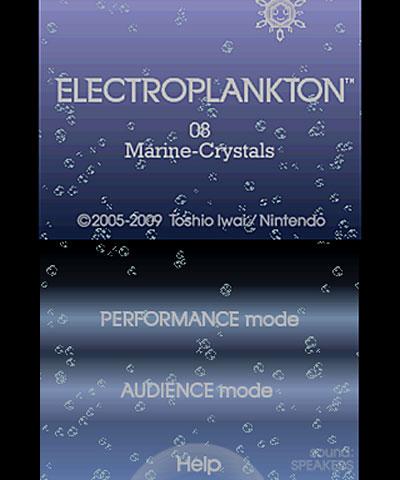 ELECTROPLANKTON™
08
Marine-Crystals
©2005-2009 Toshio Iwai / Nintendo
PERFORMANCE mode
AUDIENCE mode
Help
sound:
SPEAKERS